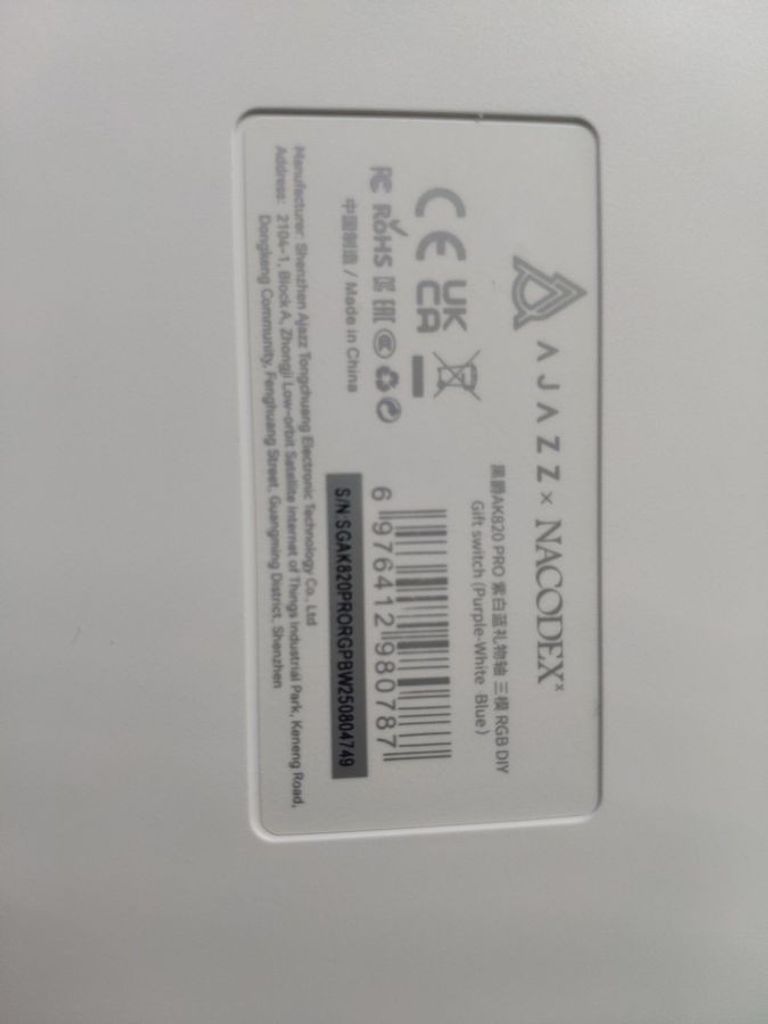 AJAZZ × NACODEX
黑爵AK820 PRO 紫白蓝礼物轴 三模 RGB DIY
Gift switch (Purple-White Blue)
CE UK CA
FC RoHS EAC
中国制造 / Made in China
6 976412 980787
S/N:SGAK820PRORGPBW250804749
Manufacturer: Shenzhen Ajazz Tongchuang Electronic Technology Co., Ltd
Address: 2104-1, Block A, Zhongji Low-orbit Satellite Internet of Things Industrial Park, Keneng Road,
Dongkeng Community, Fenghuang Street, Guangming District, Shenzhen